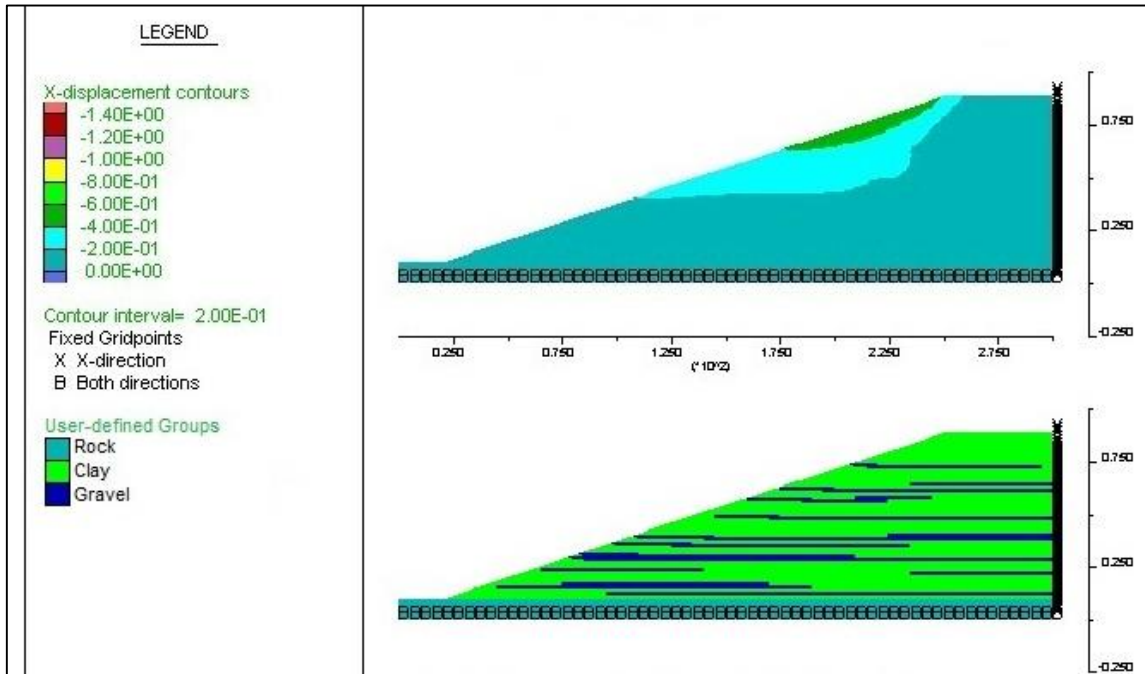 LEGEND
X-displacement contours
-1.40E+00
-1.20E+00
-1.00E+00
-8.00E-01
-6.00E-01
-4.00E-01
-2.00E-01
0.00E+00
Contour interval= 2.00E-01
Fixed Gridpoints
X X-direction
B Both directions
User-defined Groups
Rock
Clay
Gravel
0.750
0.250
-0.250
0.250 0.750 1.250 1.750 2.250 2.750
(*10^2)
0.750
0.250
-0.250